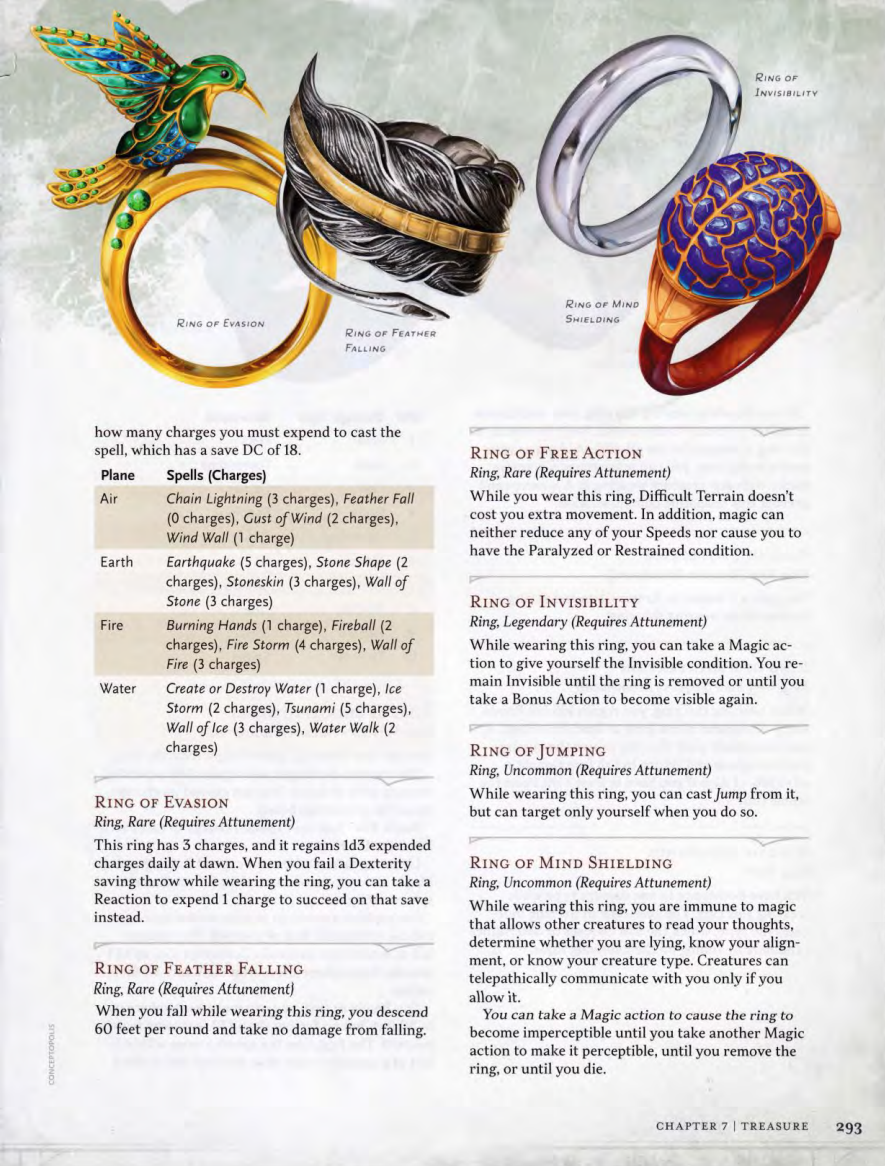 RING OF
INVISIBILITY
RING OF MIND
SHIELDING
RING OF EVASION
RING OF FEATHER
FALLING
how many charges you must expend to cast the
spell, which has a save DC of 18.
Plane Spells (Charges)
Air Chain Lightning (3 charges), Feather Fall
(0 charges), Gust of Wind (2 charges),
Wind Wall (1 charge)
Earth Earthquake (5 charges), Stone Shape (2
charges), Stoneskin (3 charges), Wall of
Stone (3 charges)
Fire Burning Hands (1 charge), Fireball (2
charges), Fire Storm (4 charges), Wall of
Fire (3 charges)
Water Create or Destroy Water (1 charge), Ice
Storm (2 charges), Tsunami (5 charges),
Wall of Ice (3 charges), Water Walk (2
charges)
RING OF EVASION
Ring, Rare (Requires Attunement)
This ring has 3 charges, and it regains 1d3 expended
charges daily at dawn. When you fail a Dexterity
saving throw while wearing the ring, you can take a
Reaction to expend 1 charge to succeed on that save
instead.
RING OF FEATHER FALLING
Ring, Rare (Requires Attunement)
When you fall while wearing this ring, you descend
60 feet per round and take no damage from falling.
CONCEPTOPOLIS
RING OF FREE ACTION
Ring, Rare (Requires Attunement)
While you wear this ring, Difficult Terrain doesn't
cost you extra movement. In addition, magic can
neither reduce any of your Speeds nor cause you to
have the Paralyzed or Restrained condition.
RING OF INVISIBILITY
Ring, Legendary (Requires Attunement)
While wearing this ring, you can take a Magic ac-
tion to give yourself the Invisible condition. You re-
main Invisible until the ring is removed or until you
take a Bonus Action to become visible again.
RING OF JUMPING
Ring, Uncommon (Requires Attunement)
While wearing this ring, you can cast Jump from it,
but can target only yourself when you do so.
RING OF MIND SHIELDING
Ring, Uncommon (Requires Attunement)
While wearing this ring, you are immune to magic
that allows other creatures to read your thoughts,
determine whether you are lying, know your align-
ment, or know your creature type. Creatures can
telepathically communicate with you only if you
allow it.
You can take a Magic action to cause the ring to
become imperceptible until you take another Magic
action to make it perceptible, until you remove the
ring, or until you die.
CHAPTER 7 | TREASURE 293